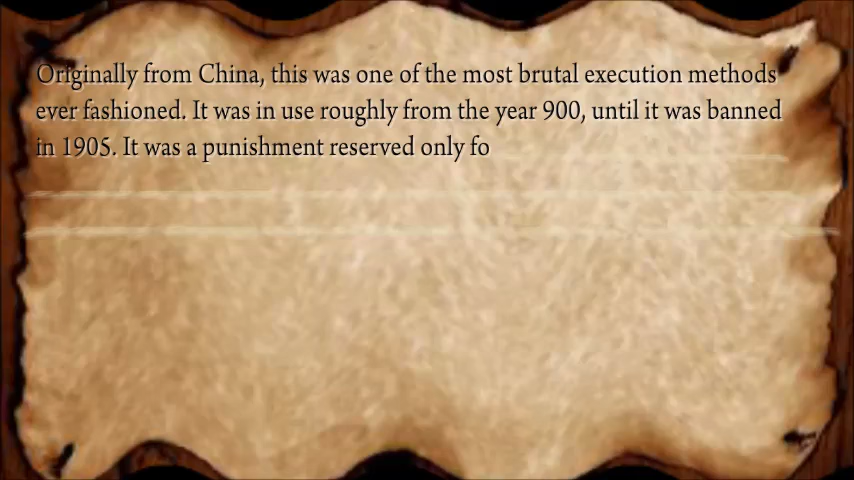 Originally from China, this was one of the most brutal execution methods
ever fashioned. It was in use roughly from the year 900, until it was banned
in 1905. It was a punishment reserved only fo